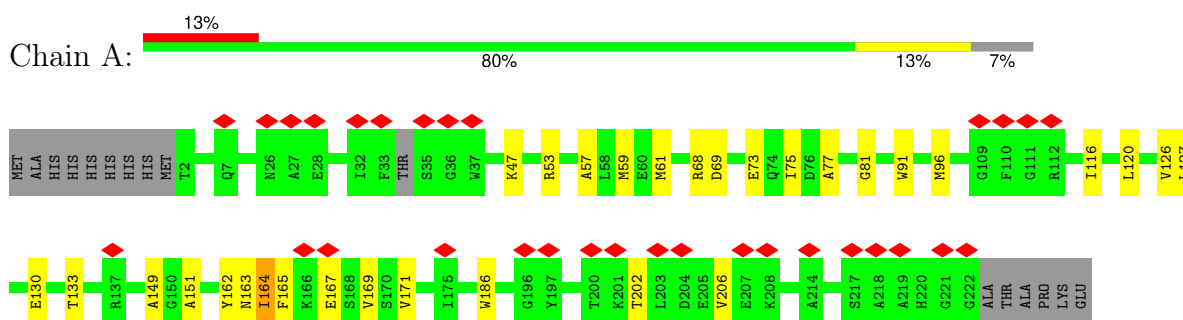 13%
Chain A:
80% 13% 7%
MET ALA HIS HIS HIS HIS HIS HIS MET T2 Q7 N26 A27 E28 I32 F33 THR S35 G36 W37 K47 R53 A57 L58 M59 E60 M61 R68 D69 E73 Q74 I75 D76 A77 G81 W91 M96 G109 F110 G111 R112 I116 L120 V126
E130 T133 R137 A149 G150 A151 Y162 N163 I164 F165 K166 E167 S168 V169 S170 V171 I175 W186 G196 Y197 T200 K201 T202 L203 D204 E205 V206 E207 K208 A214 S217 A218 A219 H220 G221 G222 ALA THR ALA PRO LYS GLU